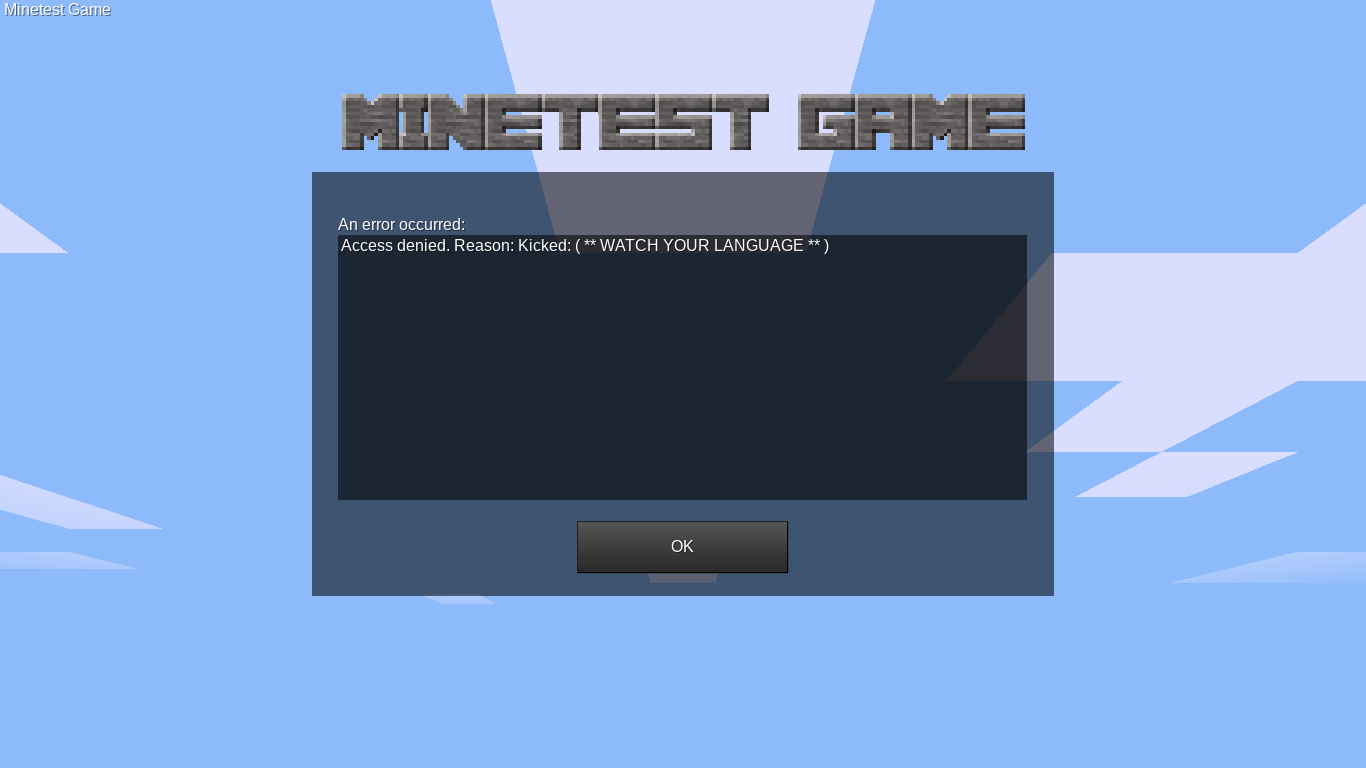 Minetest Game
MINETEST GAME
An error occurred:
Access denied. Reason: Kicked: ( ** WATCH YOUR LANGUAGE ** )
OK